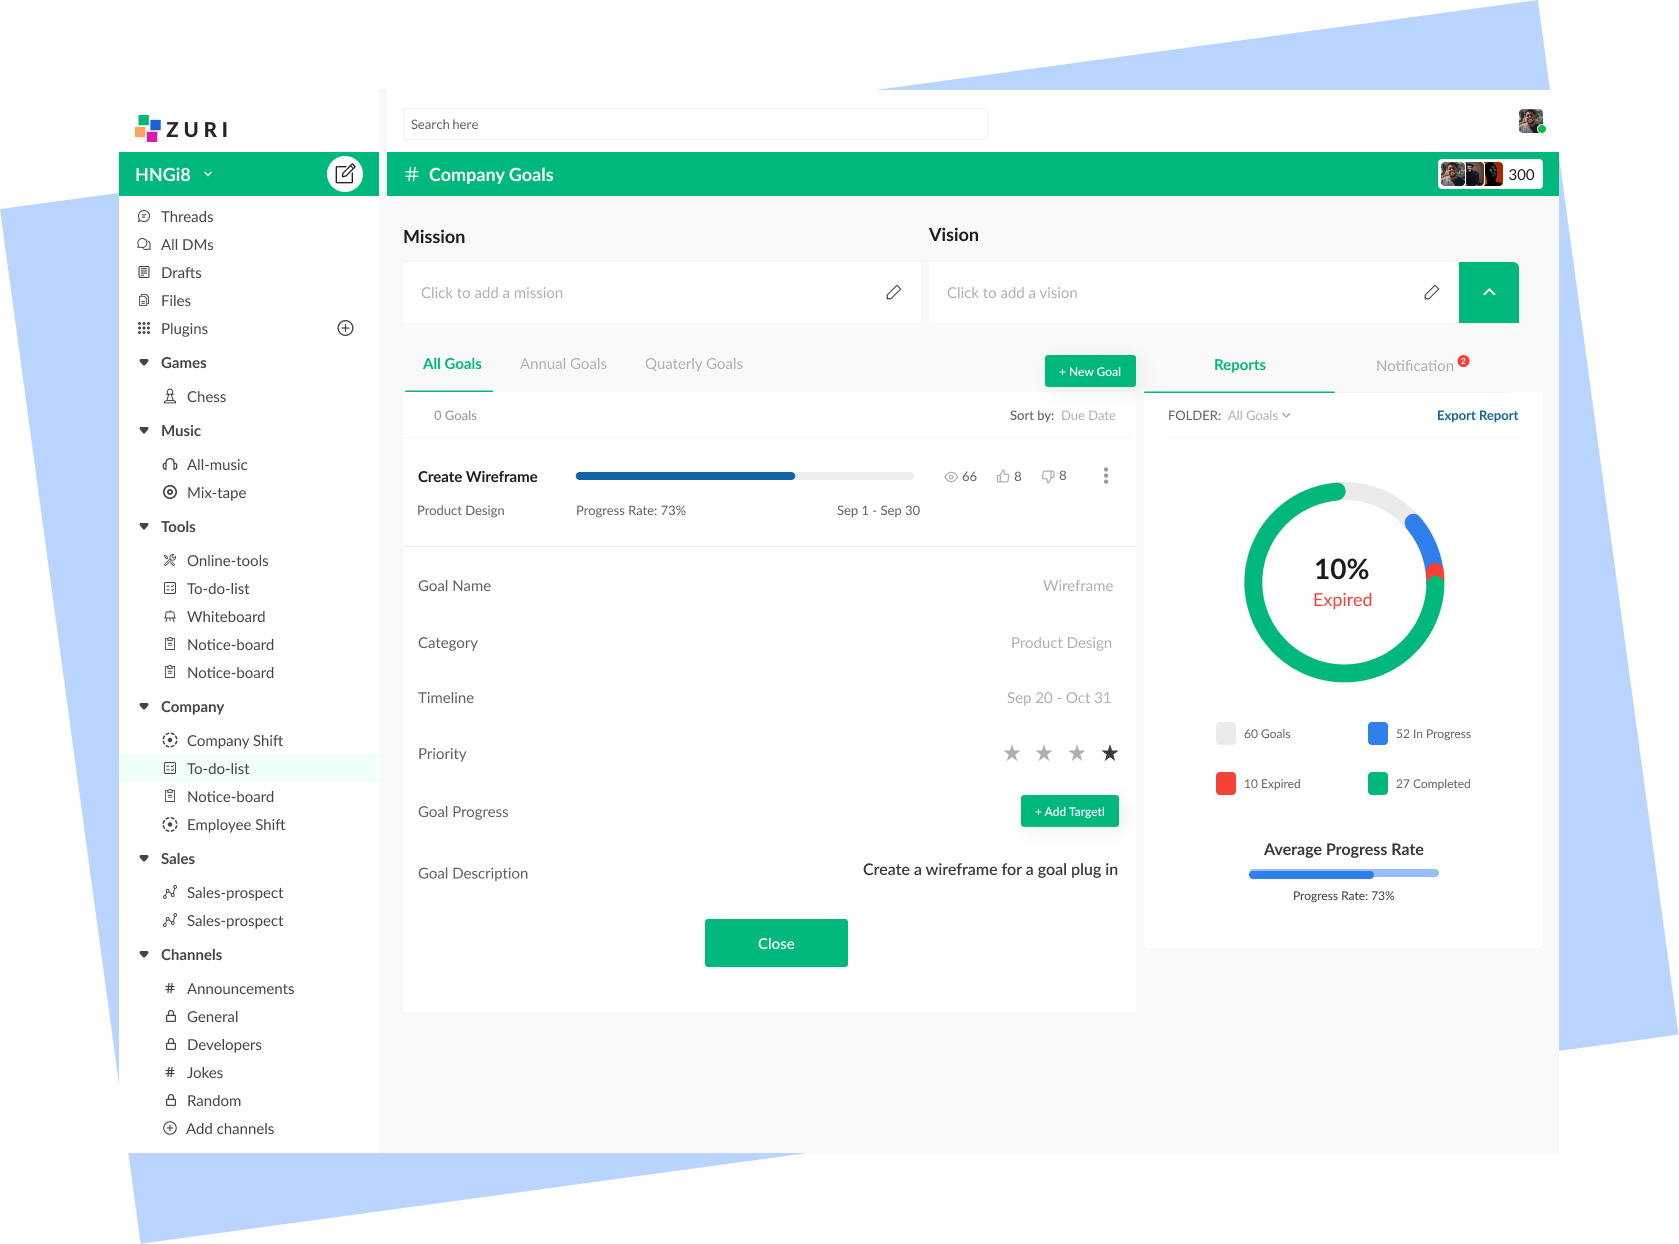 ZURI
Search here
HNGi8
# Company Goals
300
Threads
All DMs
Drafts
Files
Plugins
Games
Chess
Music
All-music
Mix-tape
Tools
Online-tools
To-do-list
Whiteboard
Notice-board
Notice-board
Company
Company Shift
To-do-list
Notice-board
Employee Shift
Sales
Sales-prospect
Sales-prospect
Channels
# Announcements
General
Developers
# Jokes
Random
Add channels
Mission
Vision
Click to add a mission
Click to add a vision
All Goals
Annual Goals
Quaterly Goals
+ New Goal
0 Goals
Sort by: Due Date
Create Wireframe
66
8
8
Product Design
Progress Rate: 73%
Sep 1 - Sep 30
Goal Name
Wireframe
Category
Product Design
Timeline
Sep 20 - Oct 31
Priority
Goal Progress
+ Add Target!
Goal Description
Create a wireframe for a goal plug in
Close
Reports
Notification
2
FOLDER: All Goals
Export Report
10%
Expired
60 Goals
52 In Progress
10 Expired
27 Completed
Average Progress Rate
Progress Rate: 73%